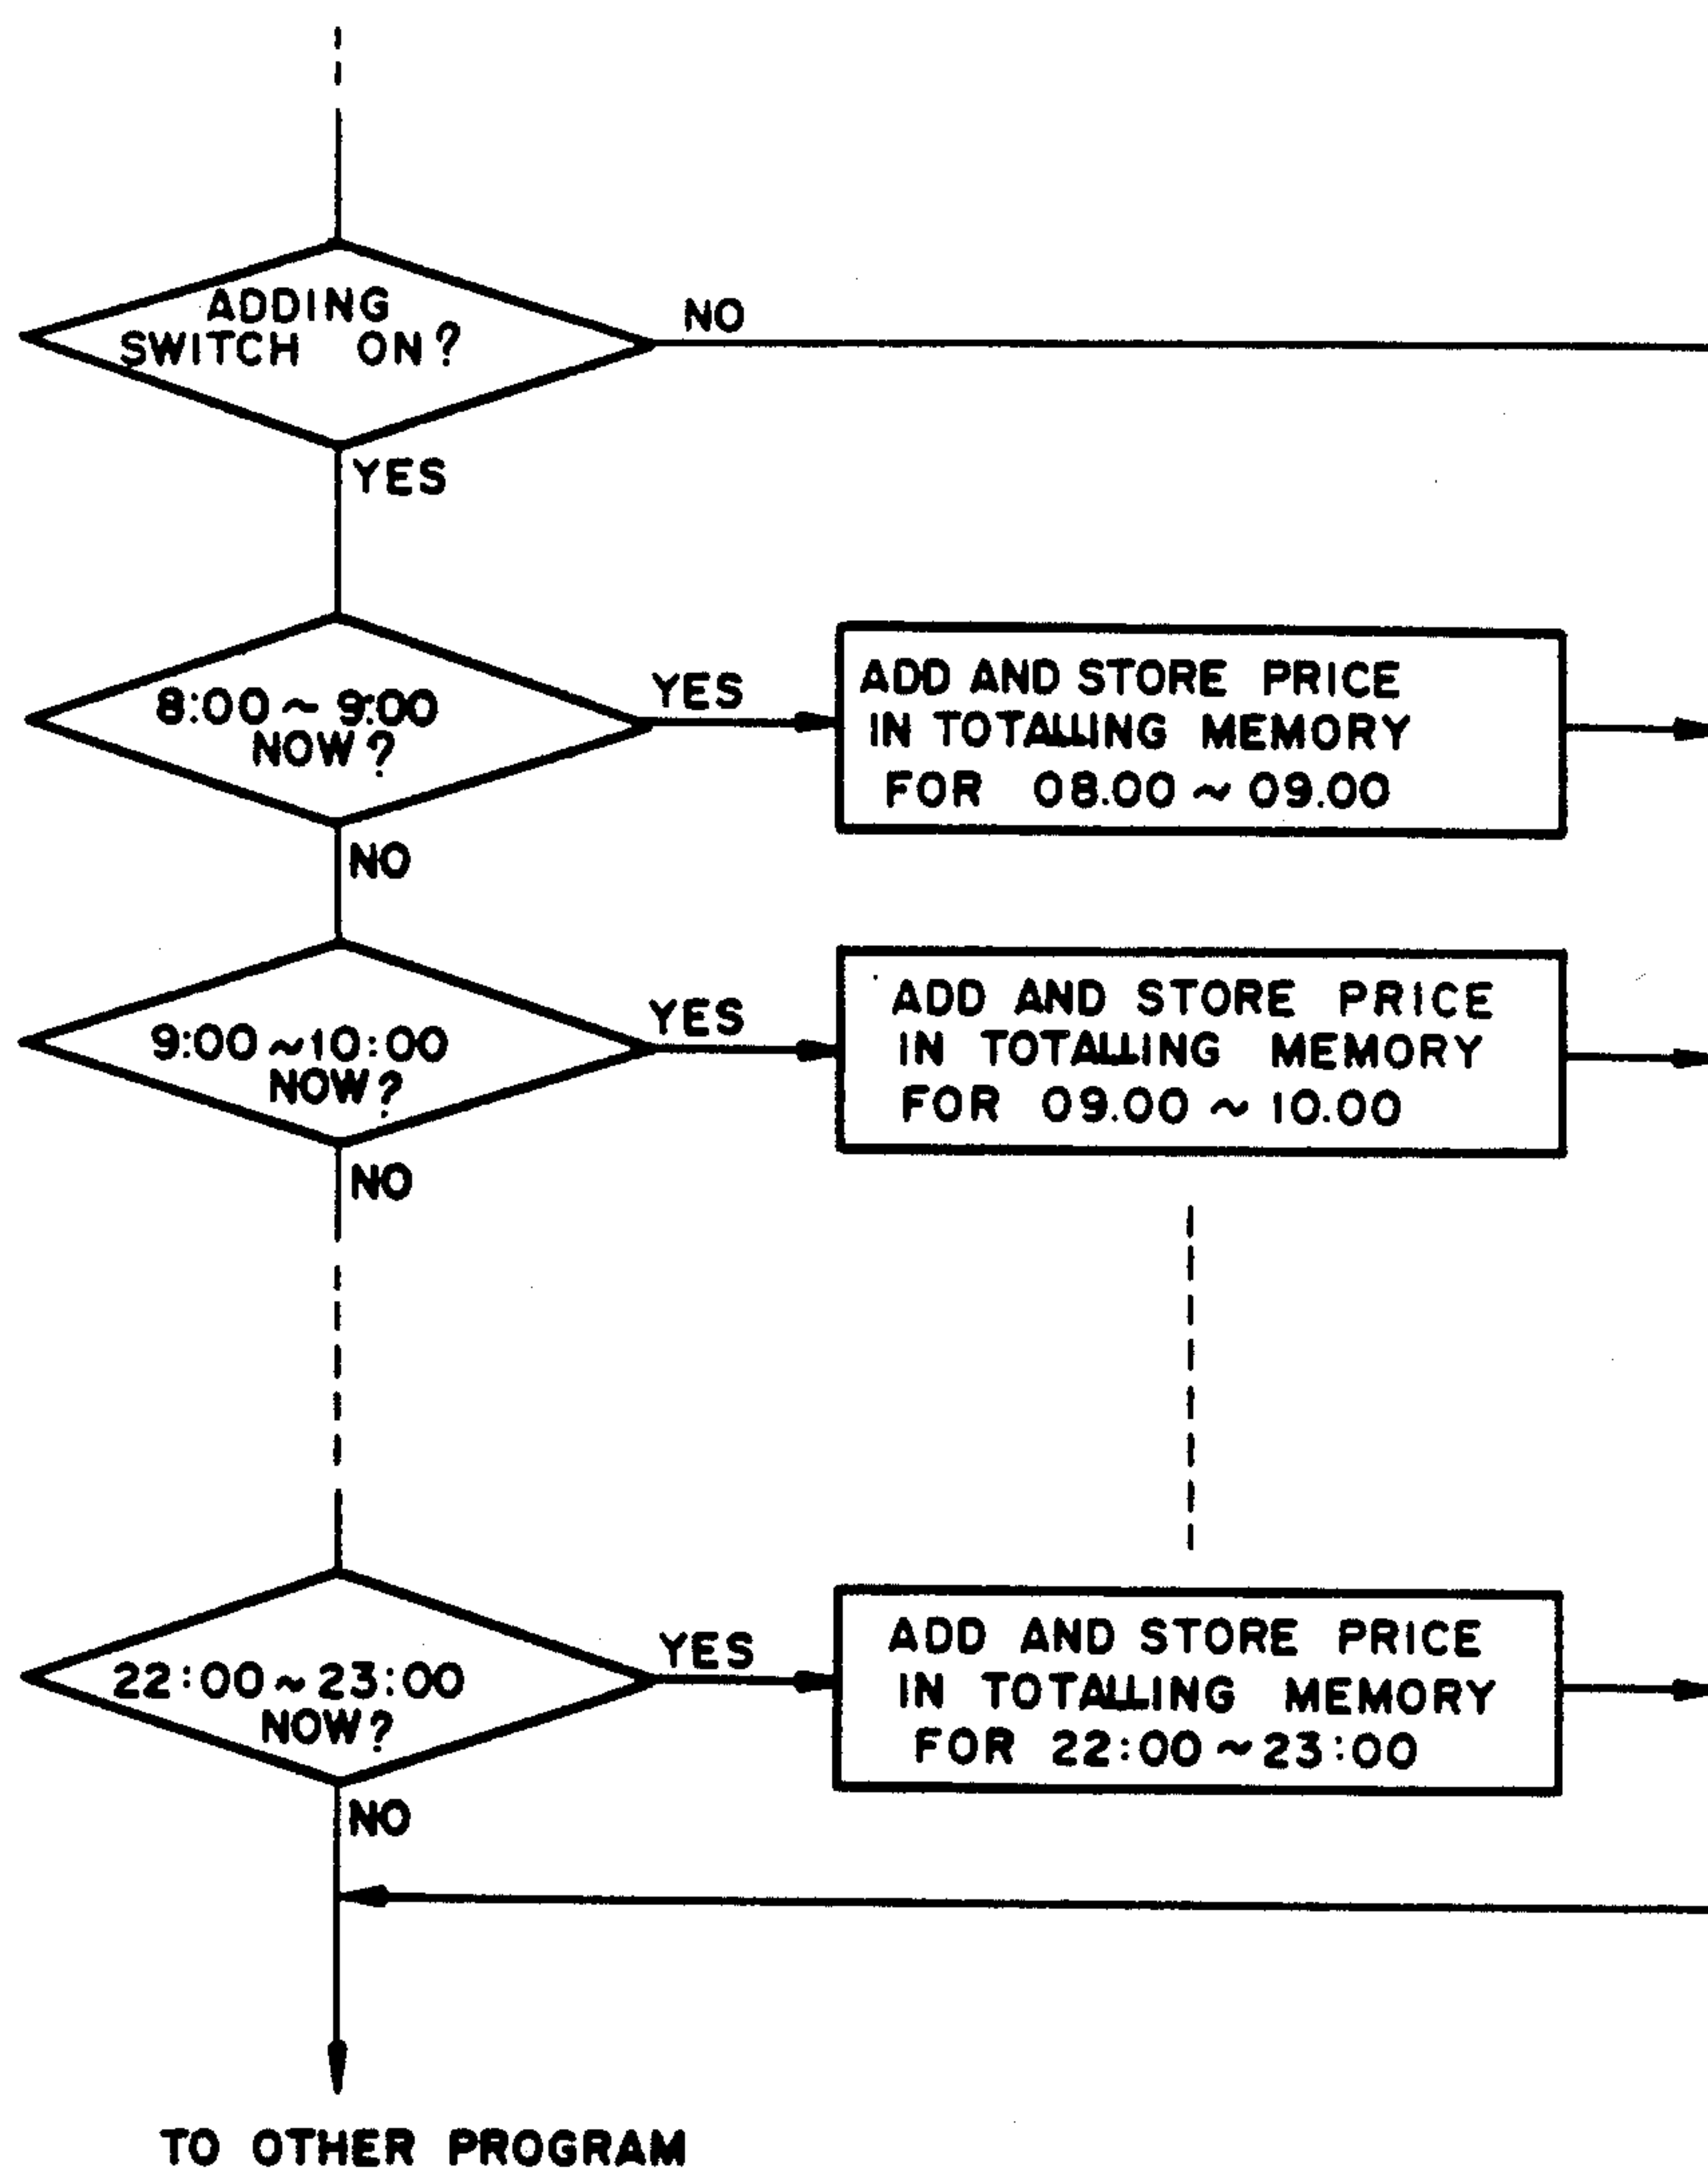 ADDING
SWITCH ON?
NO
YES
8:00 ~ 9:00
NOW?
YES
ADD AND STORE PRICE
IN TOTALLING MEMORY
FOR 08.00 ~ 09.00
NO
9:00 ~ 10:00
NOW?
YES
ADD AND STORE PRICE
IN TOTALLING MEMORY
FOR 09.00 ~ 10.00
NO
22:00 ~ 23:00
NOW?
YES
ADD AND STORE PRICE
IN TOTALLING MEMORY
FOR 22:00 ~ 23:00
NO
TO OTHER PROGRAM